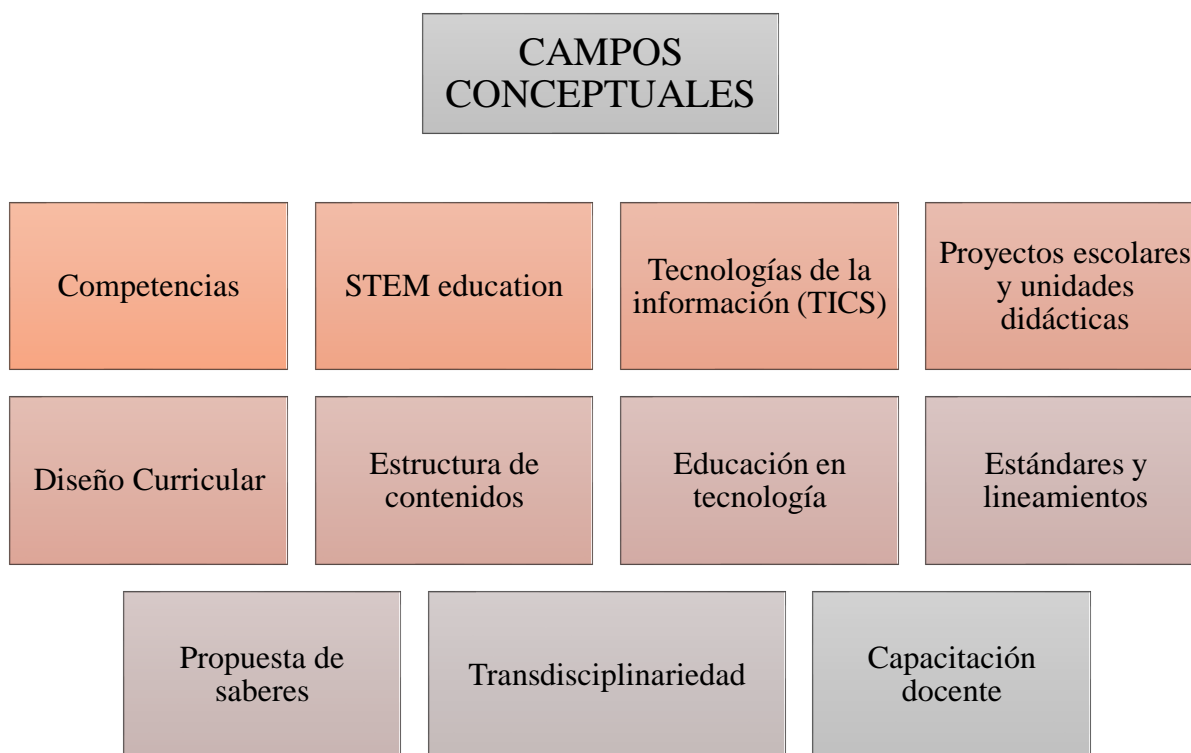 CAMPOS
CONCEPTUALES
Competencias
STEM education
Tecnologías de la
información (TICS)
Proyectos escolares
y unidades
didácticas
Diseño Curricular
Estructura de
contenidos
Educación en
tecnología
Estándares y
lineamientos
Propuesta de
saberes
Transdisciplinariedad
Capacitación
docente